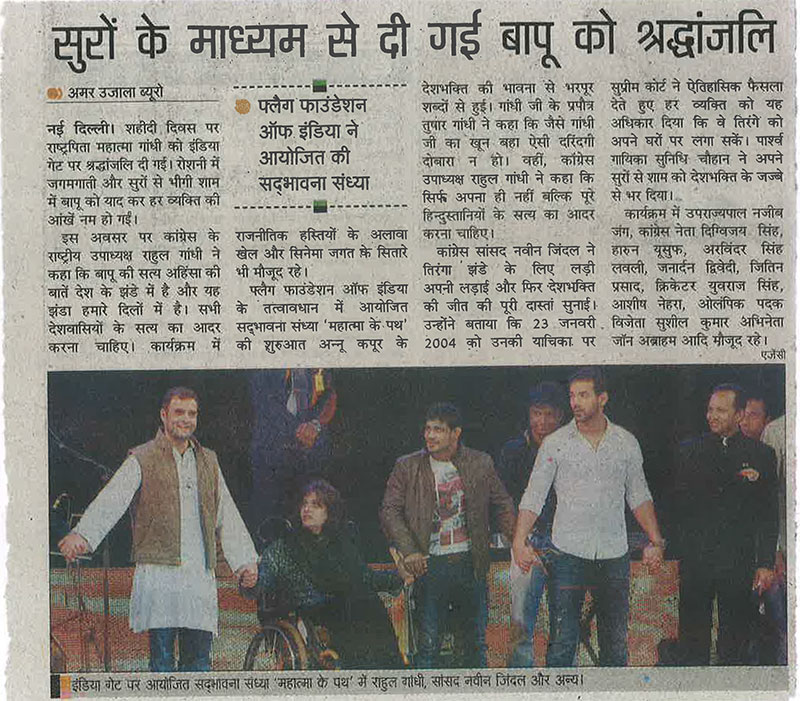 सुरों के माध्यम से दी गई बापू को श्रद्धांजलि
अमर उजाला ब्यूरो
नई दिल्ली। शहीदी दिवस पर
राष्ट्रपिता महात्मा गांधी को इंडिया
गेट पर श्रद्धांजलि दी गई। रोशनी में
जगमगाती और सुरों से भीगी शाम
में बापू को याद कर हर व्यक्ति की
आंखें नम हो गईं।
इस अवसर पर कांग्रेस के
राष्ट्रीय उपाध्यक्ष राहुल गांधी ने
कहा कि बापू की सत्य अहिंसा की
बातें देश के झंडे में है और यह
झंडा हमारे दिलों में है। सभी
देशवासियों के सत्य का आदर
करना चाहिए। कार्यक्रम में
फ्लैग फाउंडेशन
ऑफ इंडिया ने
आयोजित की
सद्भावना संध्या
राजनीतिक हस्तियों के अलावा
खेल और सिनेमा जगत के सितारे
भी मौजूद रहे।
फ्लैग फाउंडेशन ऑफ इंडिया
के तत्वावधान में आयोजित
सद्भावना संध्या 'महात्मा के पथ'
की शुरुआत अन्नू कपूर के
देशभक्ति की भावना से भरपूर
शब्दों से हुई। गांधी जी के प्रपौत्र
तुषार गांधी ने कहा कि जैसे गांधी
जी का खून बहा ऐसी दरिंदगी
दोबारा न हो। वहीं, कांग्रेस
उपाध्यक्ष राहुल गांधी ने कहा कि
सिर्फ अपना ही नहीं बल्कि पूरे
हिन्दुस्तानियों के सत्य का आदर
करना चाहिए।
कांग्रेस सांसद नवीन जिंदल ने
तिरंगा झंडे के लिए लड़ी
अपनी लड़ाई और फिर देशभक्ति
की जीत की पूरी दास्तां सुनाई।
उन्होंने बताया कि 23 जनवरी
2004 को उनकी याचिका पर
सुप्रीम कोर्ट ने ऐतिहासिक फैसला
देते हुए हर व्यक्ति को यह
अधिकार दिया कि वे तिरंगे को
अपने घरों पर लगा सकें। पार्श्व
गायिका सुनिधि चौहान ने अपने
सुरों से शाम को देशभक्ति के जज्बे
से भर दिया।
कार्यक्रम में उपराज्यपाल नजीब
जंग, कांग्रेस नेता दिग्विजय सिंह,
हारुन यूसुफ, अरविंदर सिंह
लवली, जनार्दन द्विवेदी, जितिन
प्रसाद, क्रिकेटर युवराज सिंह,
आशीष नेहरा, ओलंपिक पदक
विजेता सुशील कुमार अभिनेता
जॉन अब्राहम आदि मौजूद रहे।
एजेंसी
इंडिया गेट पर आयोजित सद्भावना संध्या 'महात्मा के पथ' में राहुल गांधी, सांसद नवीन जिंदल और अन्य।